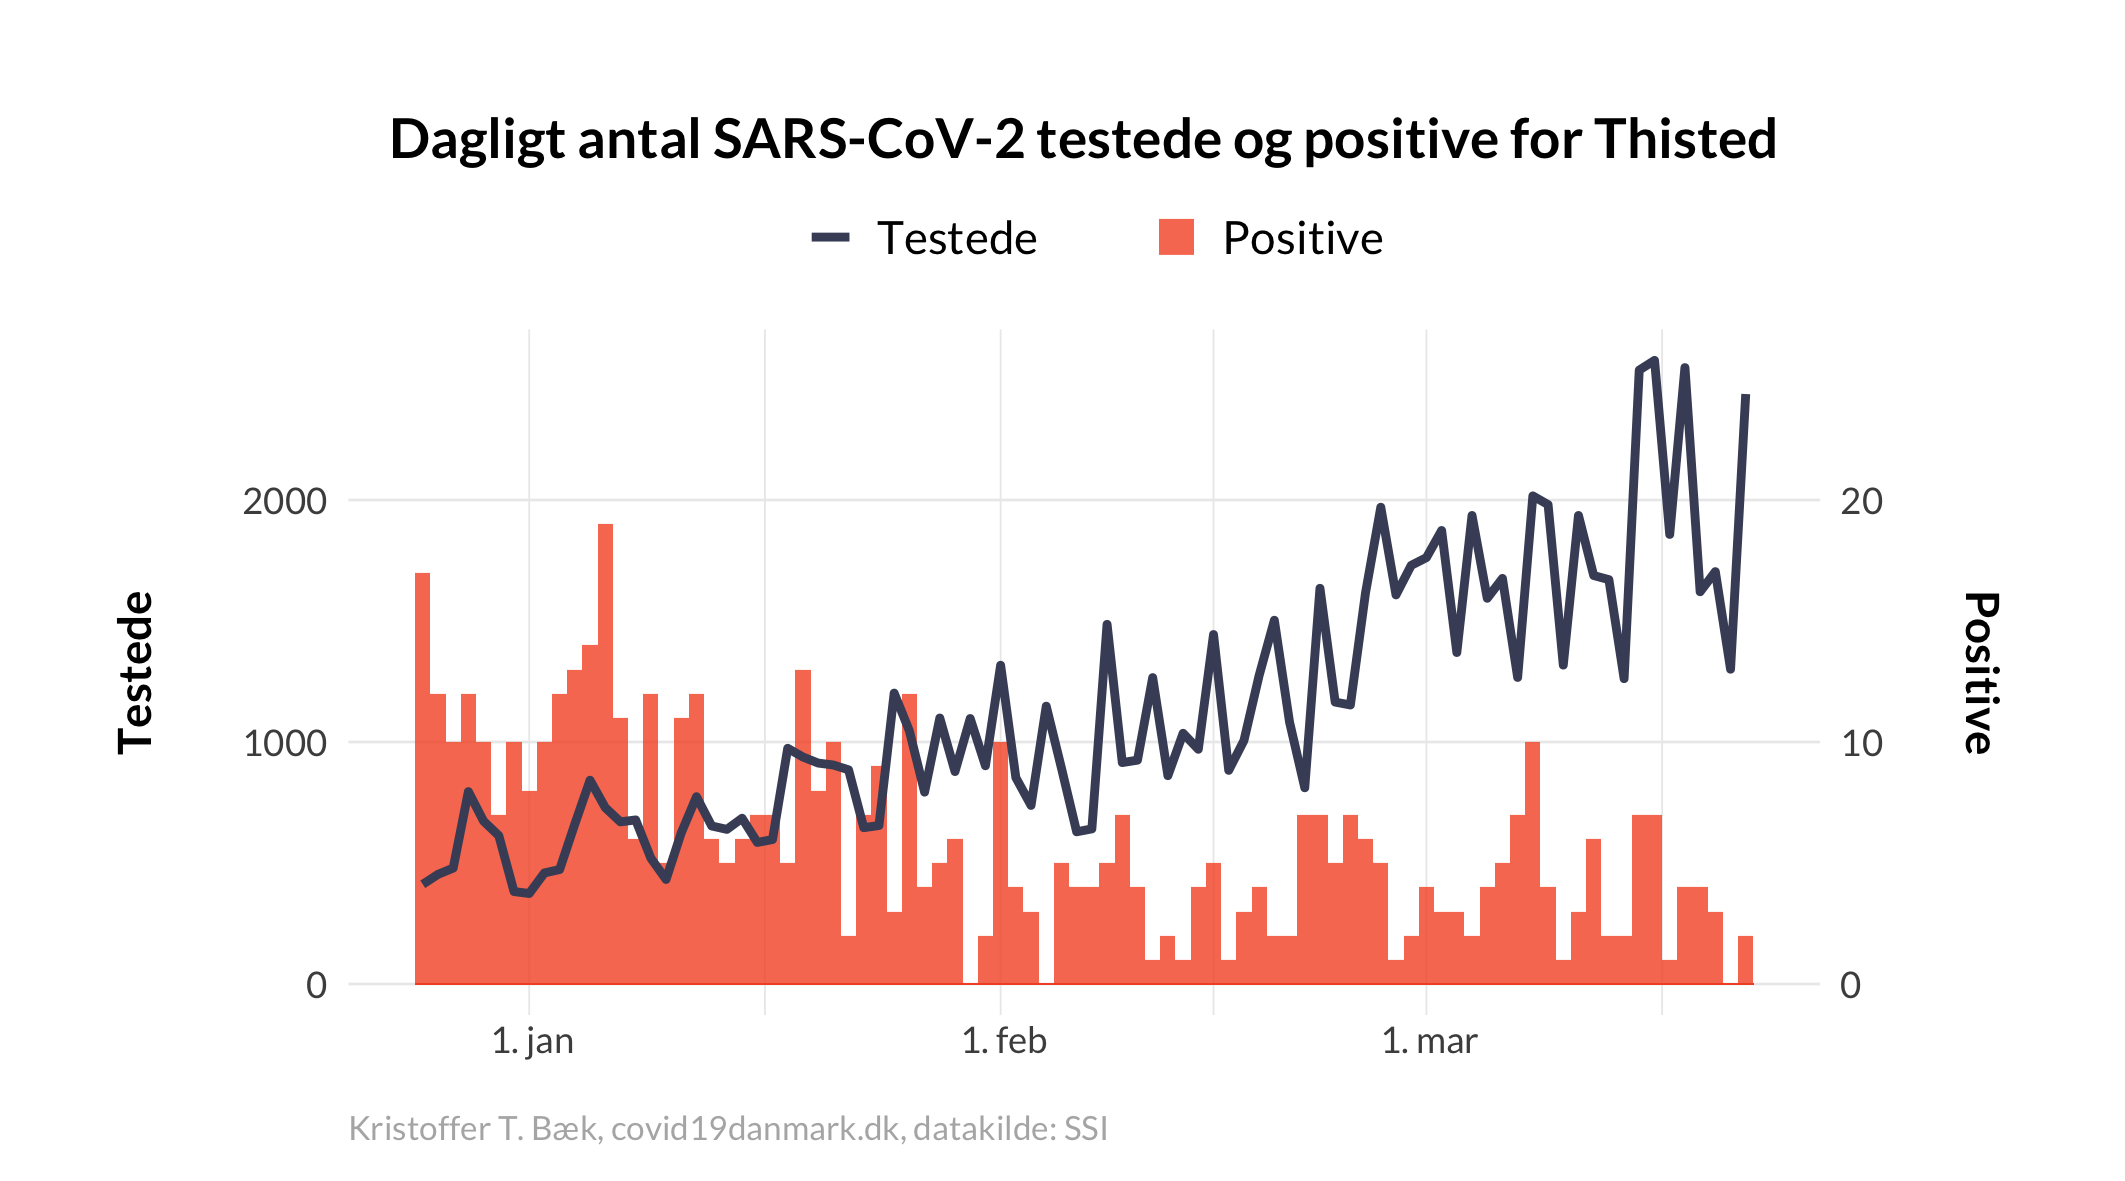 Dagligt antal SARS-CoV-2 testede og positive for Thisted
Testede
Positive
Testede
2000
1000
0
20
10
0
Positive
1. jan
1. feb
1. mar
Kristoffer T. Bæk, covid19danmark.dk, datakilde: SSI